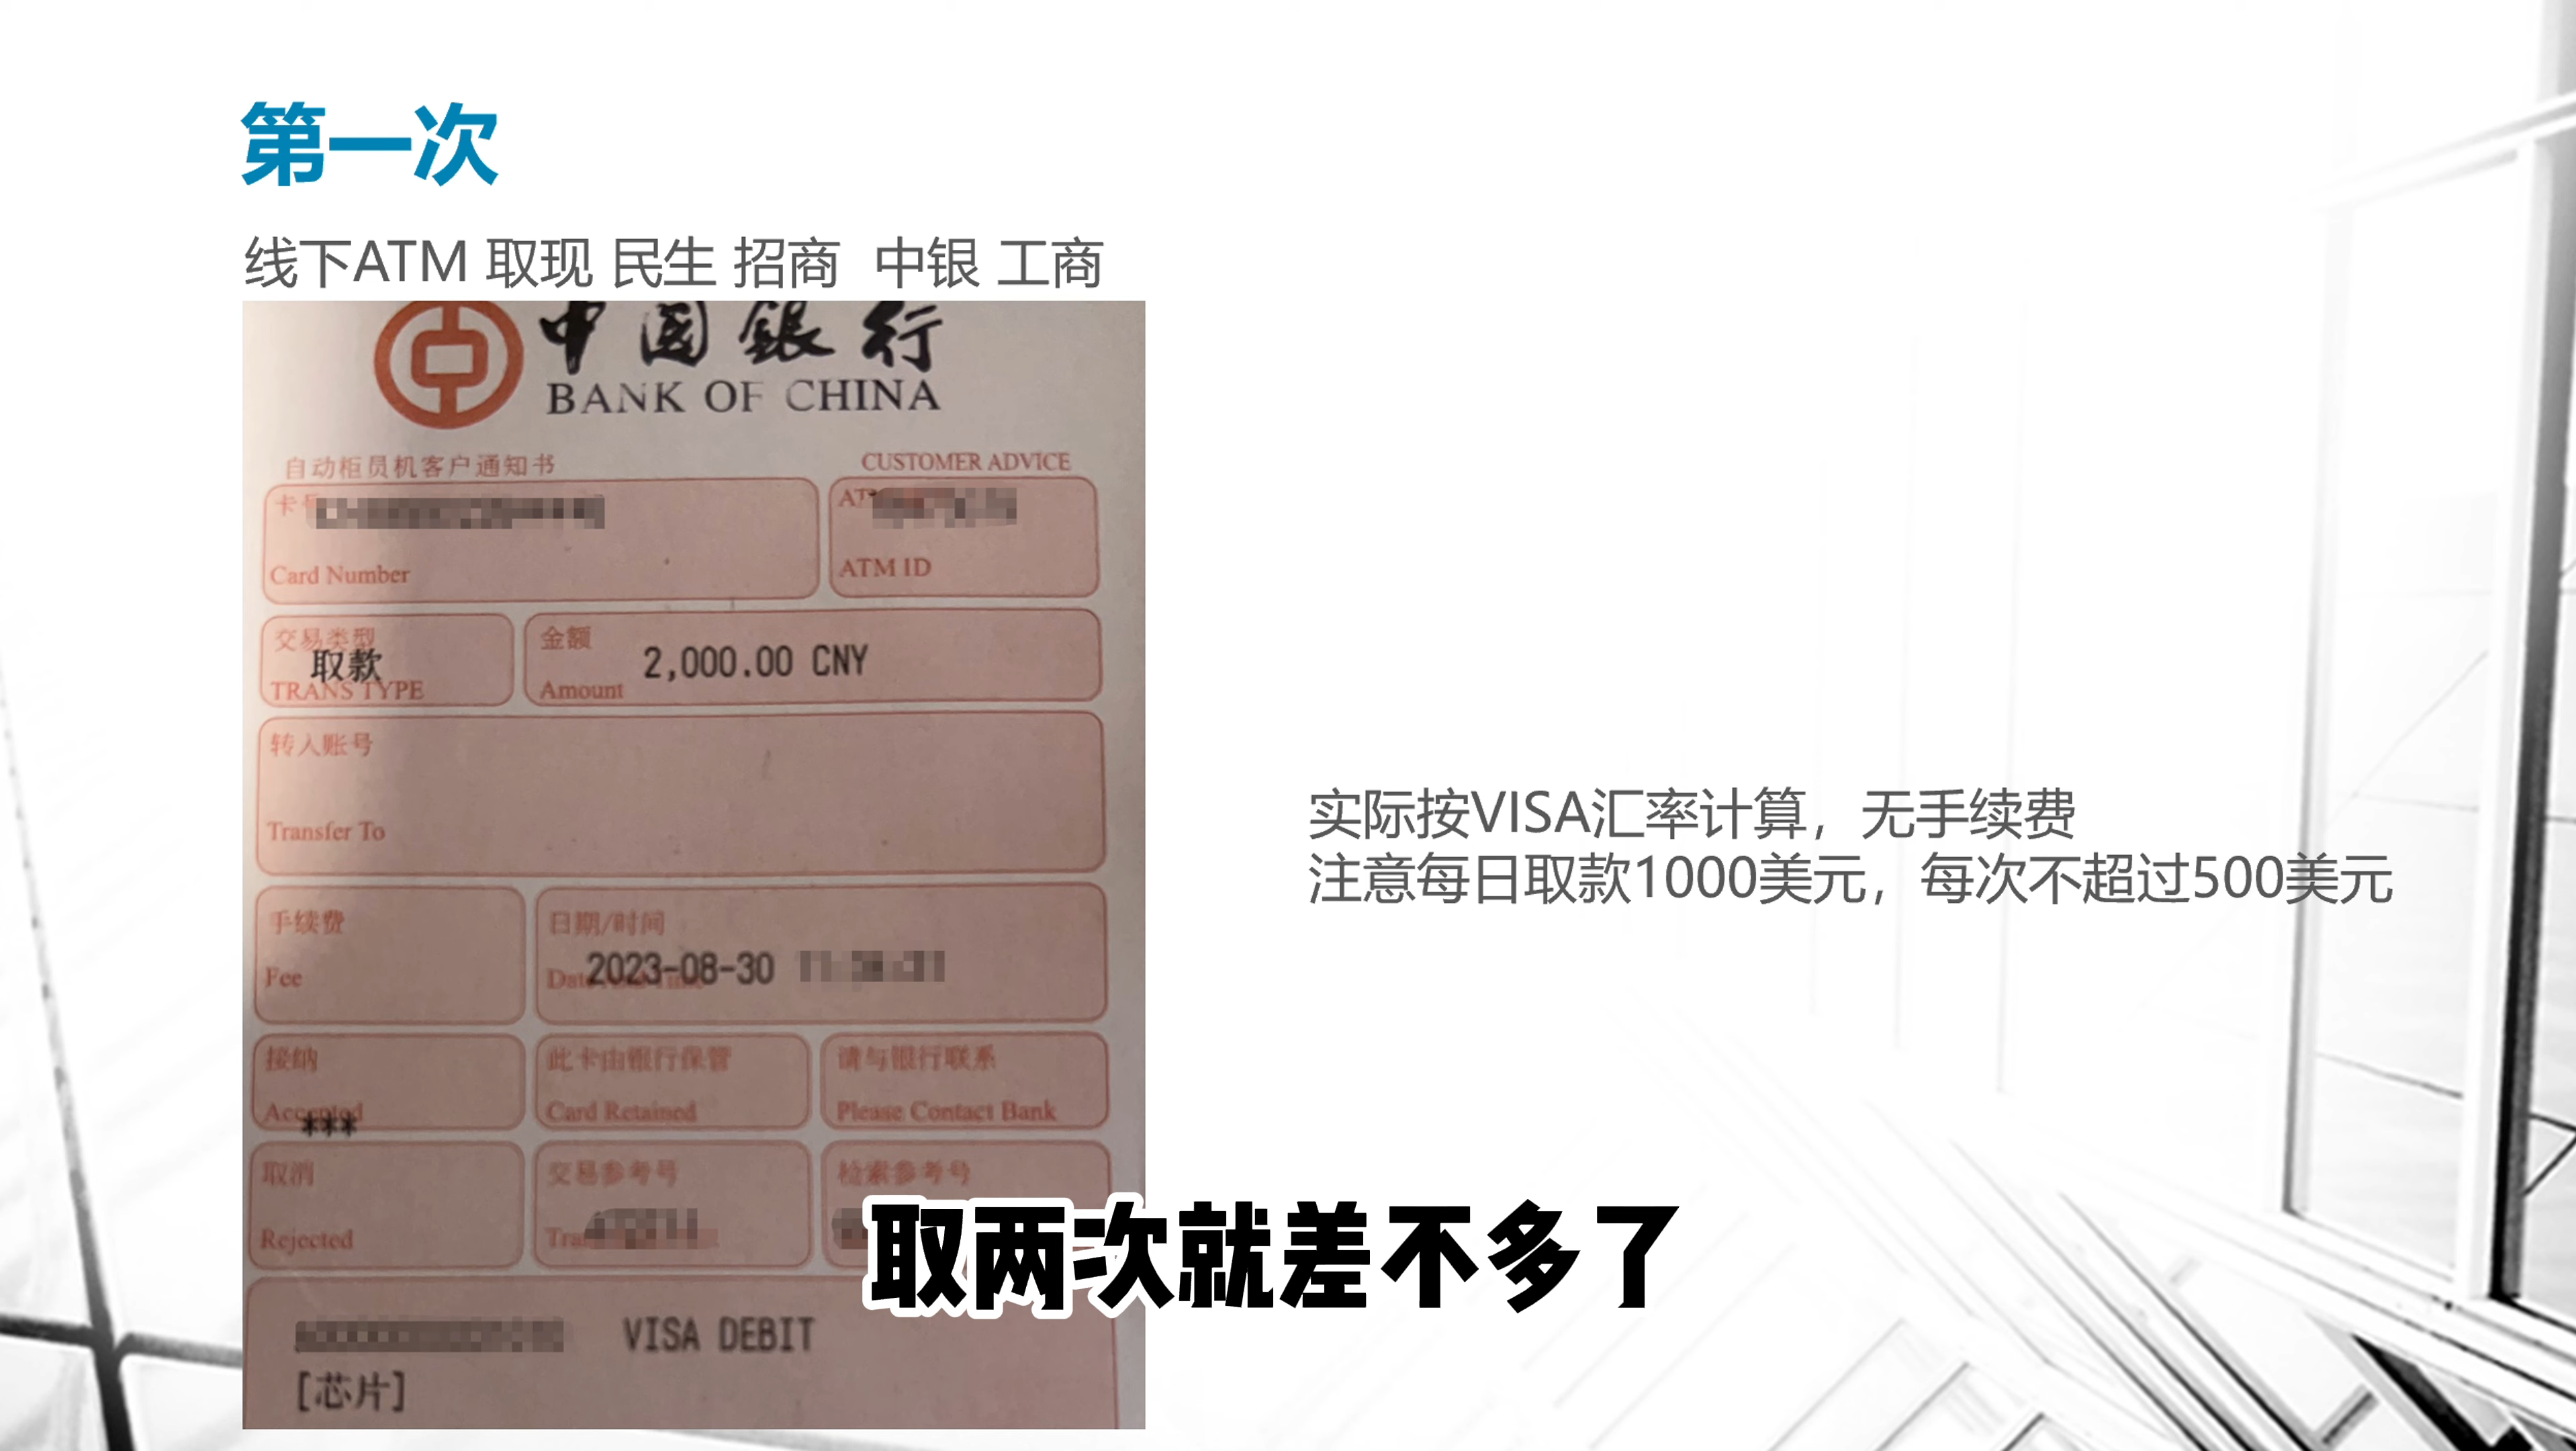 第一次
线下ATM 取现 民生 招商 中银 工商
中国銀行
BANK OF CHINA
自动柜员机客户通知书
CUSTOMER ADVICE
卡号
Card Number
ATM ID
交易类型
取款
TRANS TYPE
金额
2,000.00 CNY
Amount
转入账号
Transfer To
手续费
Fee
日期/时间
2023-08-30
接纳
Accepted
***
此卡由银行保管
Card Retained
请与银行联系
Please Contact Bank
取消
Rejected
交易参考号
检索参考号
VISA DEBIT
[芯片]
实际按VISA汇率计算，无手续费
注意每日取款1000美元，每次不超过500美元
取两次就差不多了